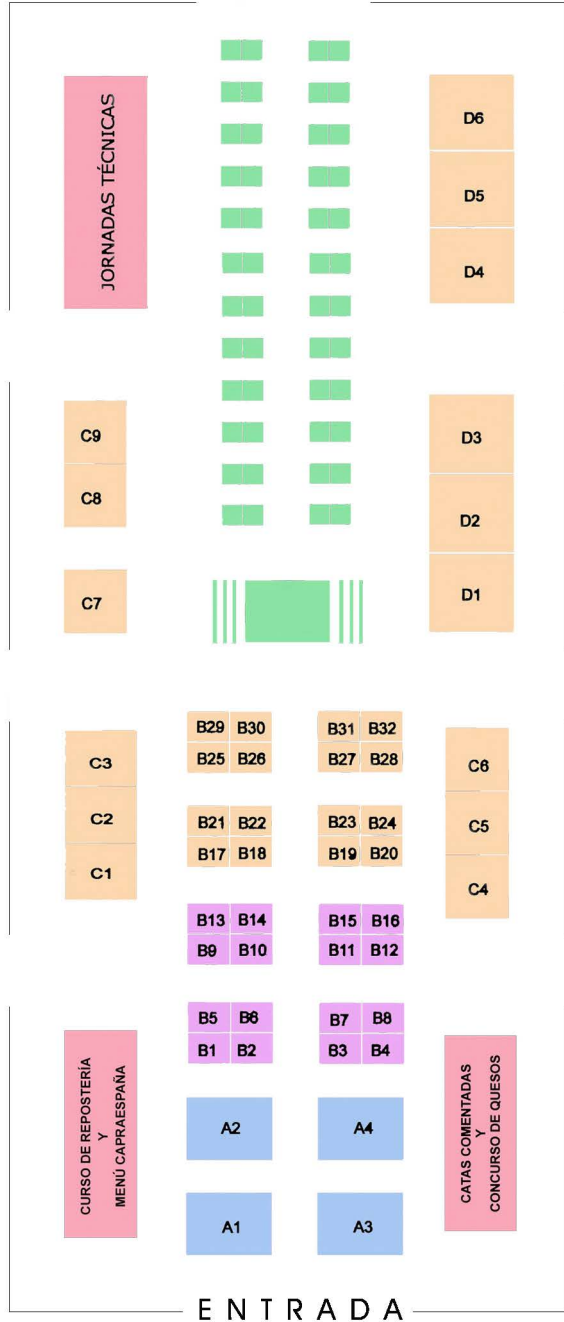 JORNADAS TÉCNICAS
D6
D5
D4
C9
C8
C7
D3
D2
D1
B29 B30
B25 B26
B31 B32
B27 B28
C3
C2
C1
C6
C5
C4
B21 B22
B17 B18
B23 B24
B19 B20
B13 B14
B9 B10
B15 B16
B11 B12
B5 B6
B1 B2
B7 B8
B3 B4
CURSO DE REPOSTERÍA
Y
MENÚ CAPRAESPAÑA
A2
A4
A1
A3
CATAS COMENTADAS
Y
CONCURSO DE QUESOS
ENTRADA